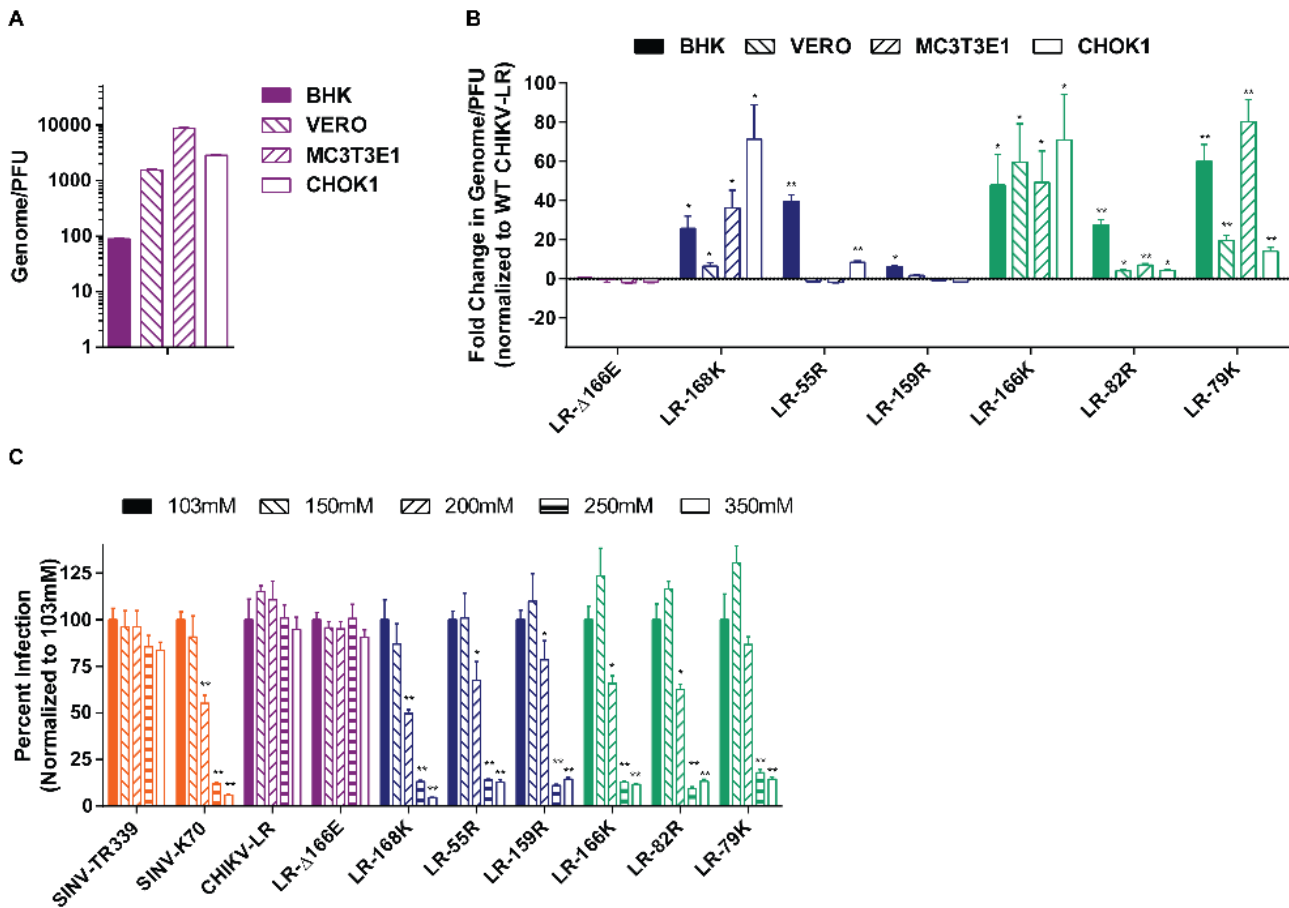 A
BHK
VERO
MC3T3E1
CHOK1
Genome/PFU
10000
1000
100
10
1
B
BHK VERO MC3T3E1 CHOK1
Fold Change in Genome/PFU
(normalized to WT CHIKV-LR)
100
80
60
40
20
0
-20
* * * * ** ** * * * * * ** * ** * ** ** ** **
LR-Δ166E LR-168K LR-55R LR-159R LR-166K LR-82R LR-79K
C
103mM 150mM 200mM 250mM 350mM
Percent Infection
(Normalized to 103mM)
125
100
75
50
25
0
** ** ** ** ** ** * ** ** * ** ** * ** ** * ** ** ** **
SINV-TR339 SINV-K70 CHIKV-LR LR-Δ166E LR-168K LR-55R LR-159R LR-166K LR-82R LR-79K